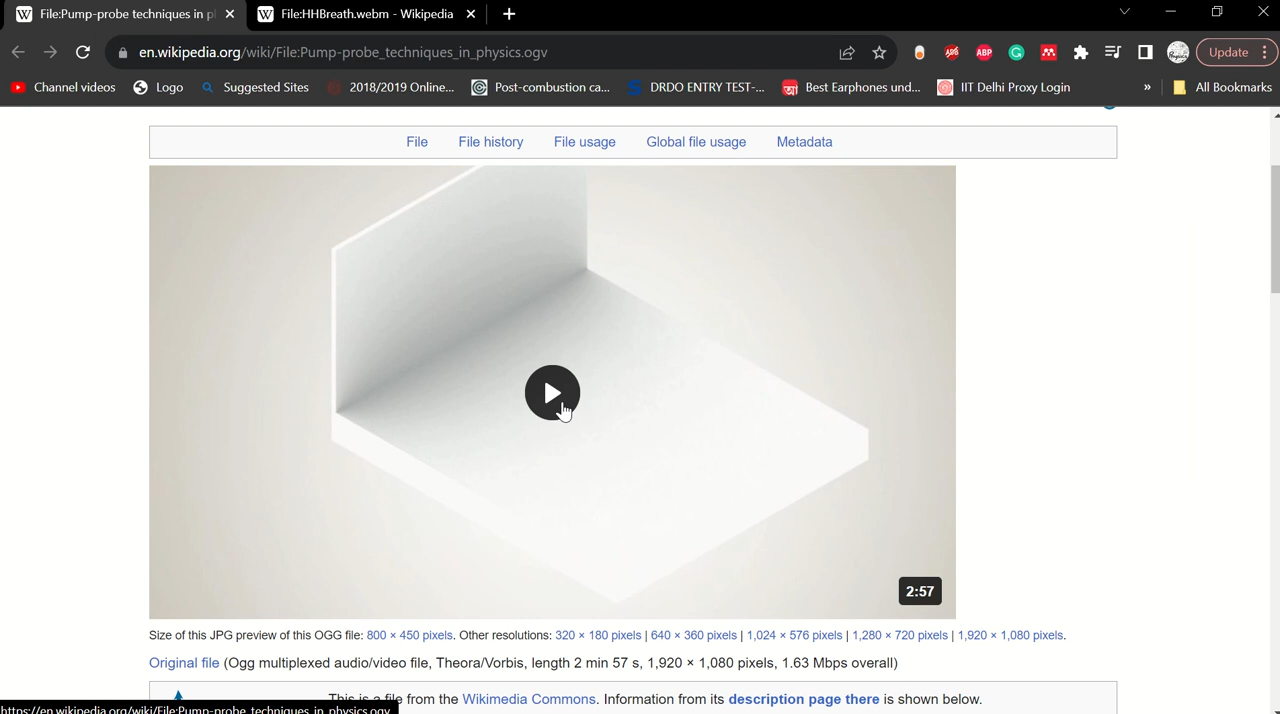 File:Pump-probe techniques in p
File:HHBreath.webm - Wikipedia
en.wikipedia.org/wiki/File:Pump-probe_techniques_in_physics.ogv
ABP
Update
Channel videos
Logo
Suggested Sites
2018/2019 Online...
Post-combustion ca...
DRDO ENTRY TEST-...
Best Earphones und...
IIT Delhi Proxy Login
»
All Bookmarks
File
File history
File usage
Global file usage
Metadata
2:57
Size of this JPG preview of this OGG file: 800 × 450 pixels. Other resolutions: 320 × 180 pixels | 640 × 360 pixels | 1,024 × 576 pixels | 1,280 × 720 pixels | 1,920 × 1,080 pixels.
Original file (Ogg multiplexed audio/video file, Theora/Vorbis, length 2 min 57 s, 1,920 × 1,080 pixels, 1.63 Mbps overall)
This is a file from the Wikimedia Commons. Information from its description page there is shown below.
https://en.wikipedia.org/wiki/File:Pump-probe_techniques_in_physics.ogv